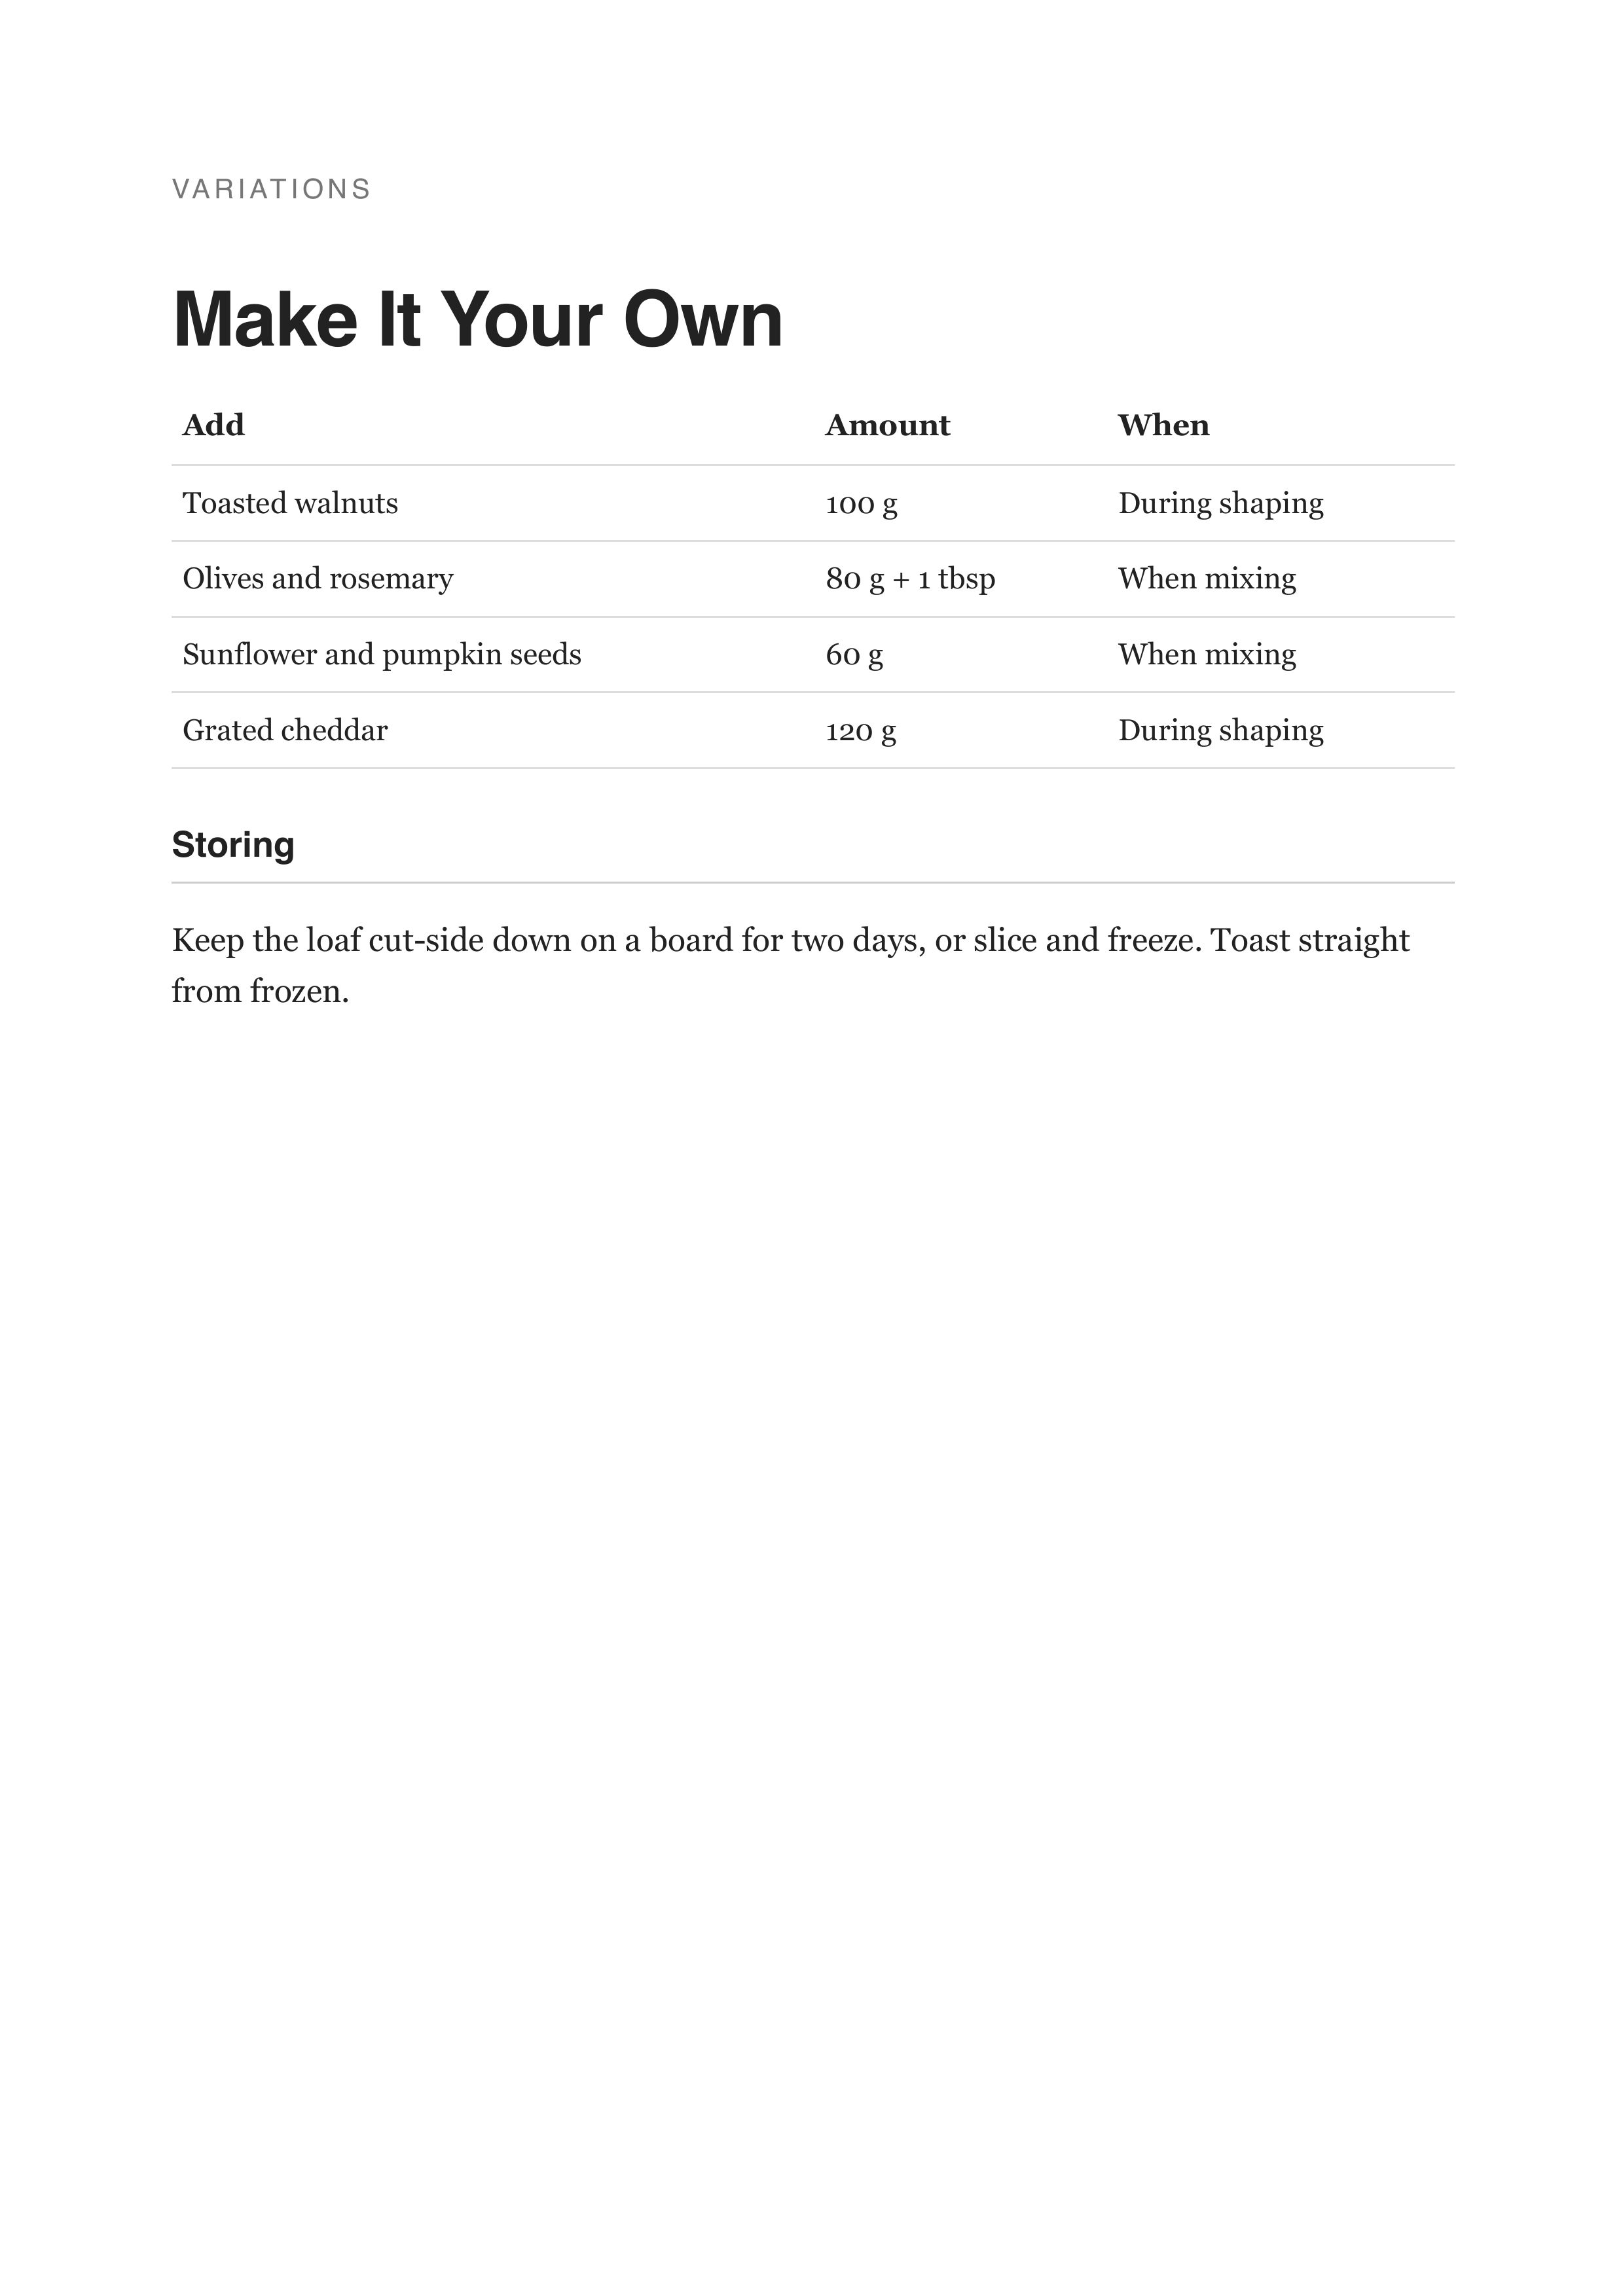 VARIATIONS
Make It Your Own
Add Amount When
Toasted walnuts 100 g During shaping
Olives and rosemary 80 g + 1 tbsp When mixing
Sunflower and pumpkin seeds 60 g When mixing
Grated cheddar 120 g During shaping
Storing
Keep the loaf cut-side down on a board for two days, or slice and freeze. Toast straight
from frozen.